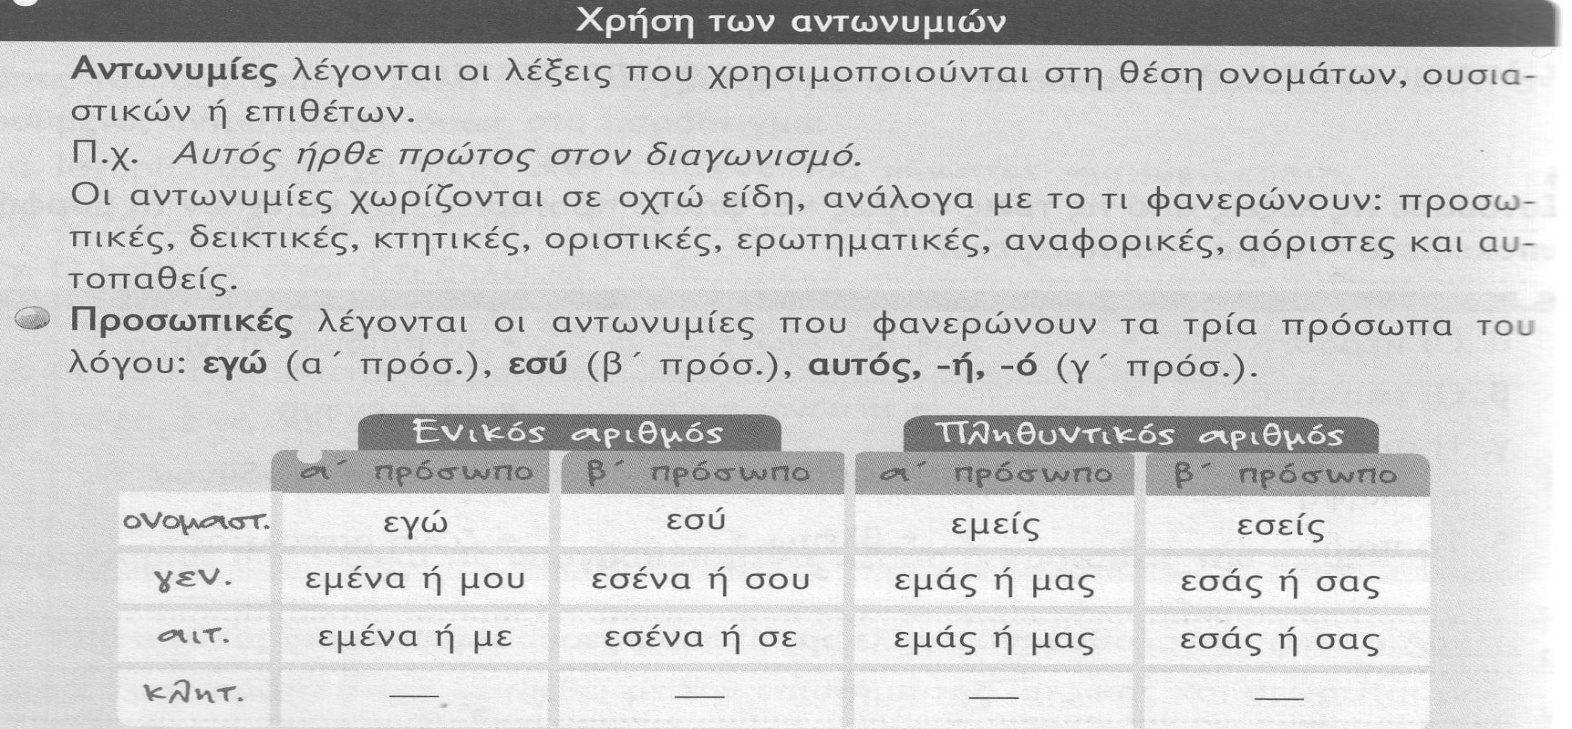 Χρήση των αντωνυμιών
Αντωνυμίες λέγονται οι λέξεις που χρησιμοποιούνται στη θέση ονομάτων, ουσια-
στικών ή επιθέτων.
Π.χ. Αυτός ήρθε πρώτος στον διαγωνισμό.
Οι αντωνυμίες χωρίζονται σε οχτώ είδη, ανάλογα με το τι φανερώνουν: προσω-
πικές, δεικτικές, κτητικές, οριστικές, ερωτηματικές, αναφορικές, αόριστες και αυ-
τοπαθείς.
Προσωπικές λέγονται οι αντωνυμίες που φανερώνουν τα τρία πρόσωπα του
λόγου: εγώ (α΄ πρόσ.), εσύ (β΄ πρόσ.), αυτός, -ή, -ό (γ΄ πρόσ.).
Ενικός αριθμός Πληθυντικός αριθμός
α΄ πρόσωπο β΄ πρόσωπο α΄ πρόσωπο β΄ πρόσωπο
ονομαστ. εγώ εσύ εμείς εσείς
γεν. εμένα ή μου εσένα ή σου εμάς ή μας εσάς ή σας
αιτ. εμένα ή με εσένα ή σε εμάς ή μας εσάς ή σας
κλητ. — — — —